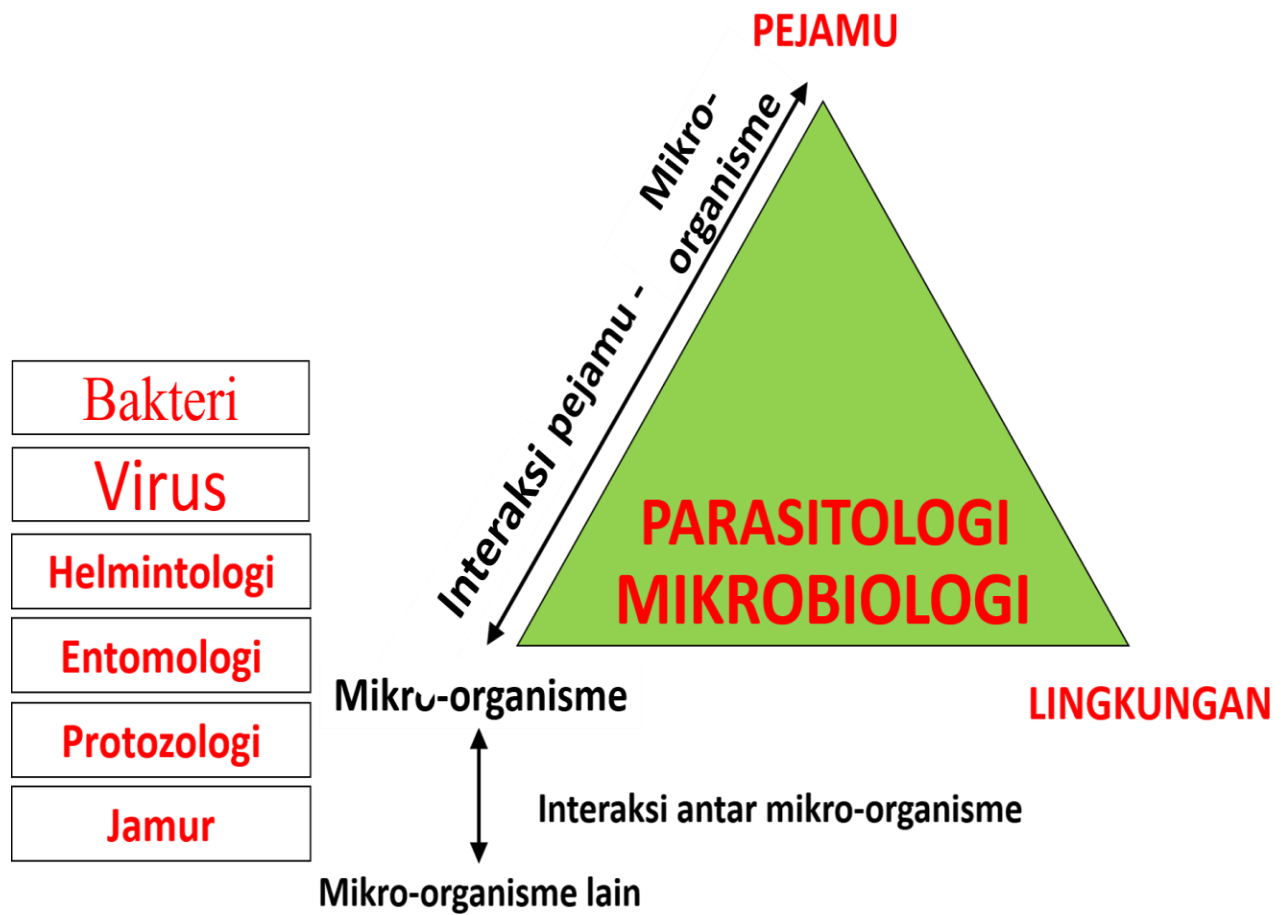 PEJAMU
Interaksi pejamu - Mikro-
organisme
PARASITOLOGI
MIKROBIOLOGI
Bakteri
Virus
Helmintologi
Entomologi
Protozologi
Jamur
Mikro-organisme
LINGKUNGAN
Interaksi antar mikro-organisme
Mikro-organisme lain